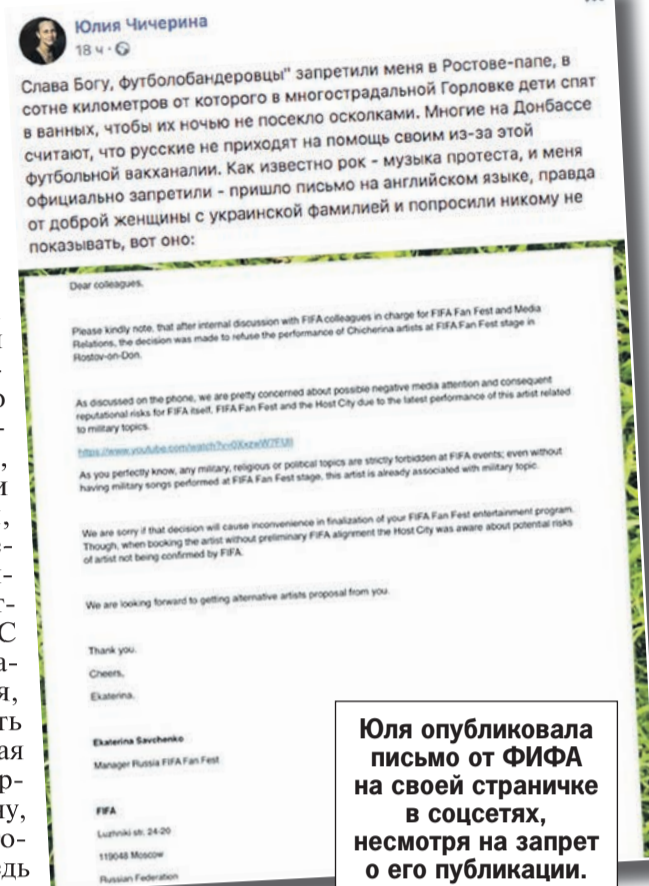 Юлия Чичерина
18 ч ·
Слава Богу, футболобандеровцы" запретили меня в Ростове-папе, в
сотне километров от которого в многострадальной Горловке дети спят
в ванных, чтобы их ночью не посекло осколками. Многие на Донбассе
считают, что русские не приходят на помощь своим из-за этой
футбольной вакханалии. Как известно рок - музыка протеста, и меня
официально запретили - пришло письмо на английском языке, правда
от доброй женщины с украинской фамилией и попросили никому не
показывать, вот оно:
Dear colleagues,
Please kindly note, that after internal discussion with FIFA colleagues in charge for FIFA Fan Fest and Media
Relations, the decision was made to refuse the performance of Chicherina artists at FIFA Fan Fest stage in
Rostov-on-Don.
As discussed on the phone, we are pretty concerned about possible negative media attention and consequent
reputational risks for FIFA itself, FIFA Fan Fest and the Host City due to the latest performance of this artist related
to military topics.
As you perfectly know, any military, religious or political topics are strictly forbidden at FIFA events; even without
having military songs performed at FIFA Fan Fest stage, this artist is already associated with military topic.
We are sorry if that decision will cause inconvenience in finalization of your FIFA Fan Fest entertainment program.
Though, when booking the artist without preliminary FIFA alignment the Host City was aware about potential risks
of artist not being confirmed by FIFA.
We are looking forward to getting alternative artists proposal from you.
Thank you.
Cheers,
Ekaterina.
Ekaterina Savchenko
Manager Russia FIFA Fan Fest
FIFA
Luzhniki str. 24-20
119048 Moscow
Russian Federation
Юля опубликовала
письмо от ФИФА
на своей страничке
в соцсетях,
несмотря на запрет
о его публикации.